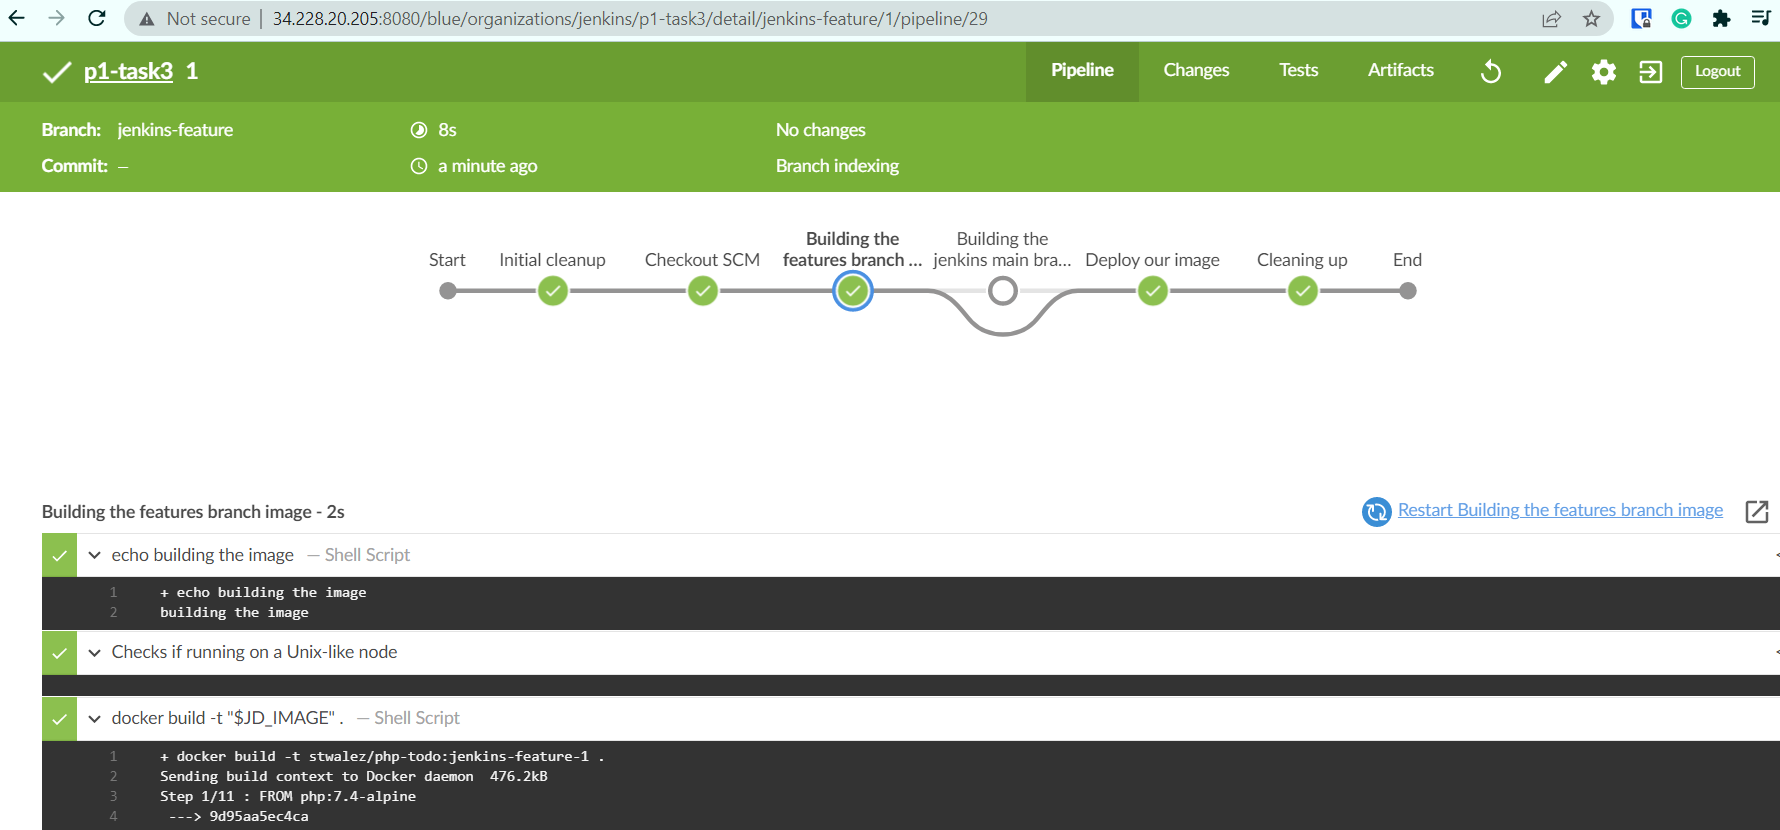 Not secure | 34.228.20.205:8080/blue/organizations/jenkins/p1-task3/detail/jenkins-feature/1/pipeline/29
p1-task3 1
Pipeline Changes Tests Artifacts Logout
Branch: jenkins-feature 8s No changes
Commit: – a minute ago Branch indexing
Start Initial cleanup Checkout SCM Building the features branch ... Building the jenkins main bra... Deploy our image Cleaning up End
Building the features branch image - 2s Restart Building the features branch image
echo building the image — Shell Script
1 + echo building the image
2 building the image
Checks if running on a Unix-like node
docker build -t "$JD_IMAGE" . — Shell Script
1 + docker build -t stwalez/php-todo:jenkins-feature-1 .
2 Sending build context to Docker daemon 476.2kB
3 Step 1/11 : FROM php:7.4-alpine
4 ---> 9d95aa5ec4ca